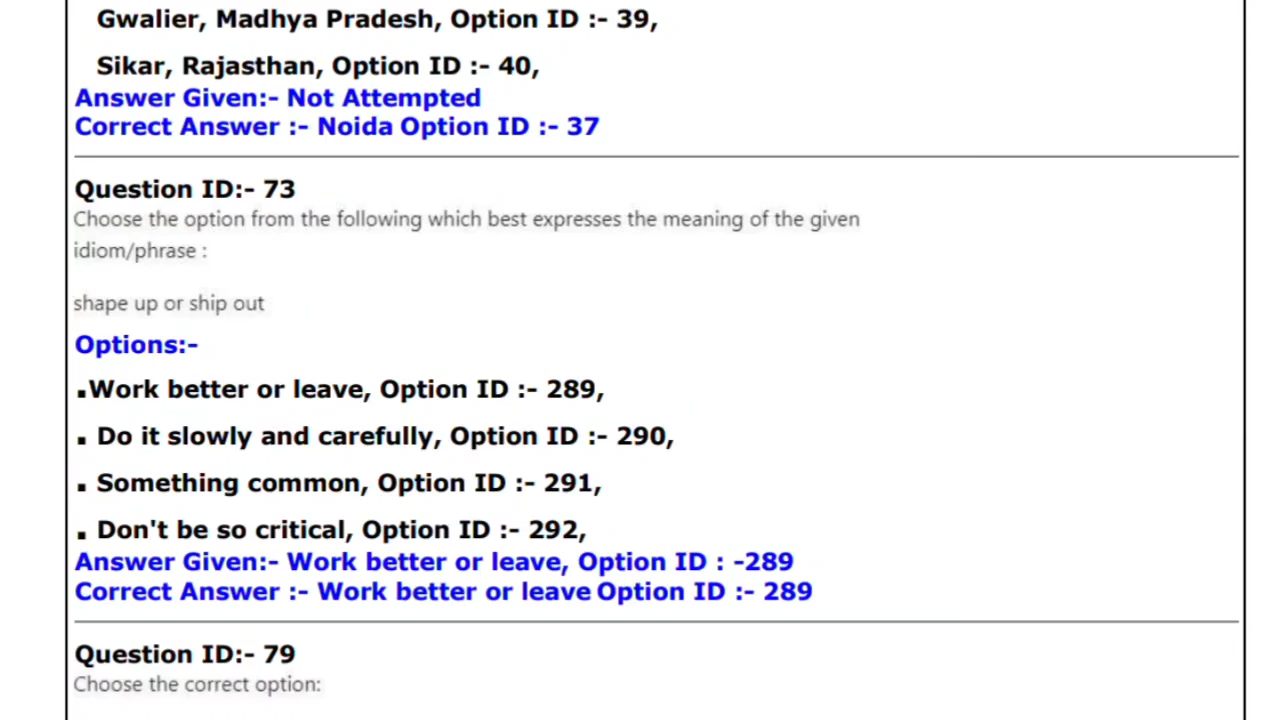 Gwalier, Madhya Pradesh, Option ID :- 39,
Sikar, Rajasthan, Option ID :- 40,
Answer Given:- Not Attempted
Correct Answer :- Noida Option ID :- 37
Question ID:- 73
Choose the option from the following which best expresses the meaning of the given
idiom/phrase :
shape up or ship out
Options:-
▪Work better or leave, Option ID :- 289,
▪ Do it slowly and carefully, Option ID :- 290,
▪ Something common, Option ID :- 291,
▪ Don't be so critical, Option ID :- 292,
Answer Given:- Work better or leave, Option ID : -289
Correct Answer :- Work better or leave Option ID :- 289
Question ID:- 79
Choose the correct option: